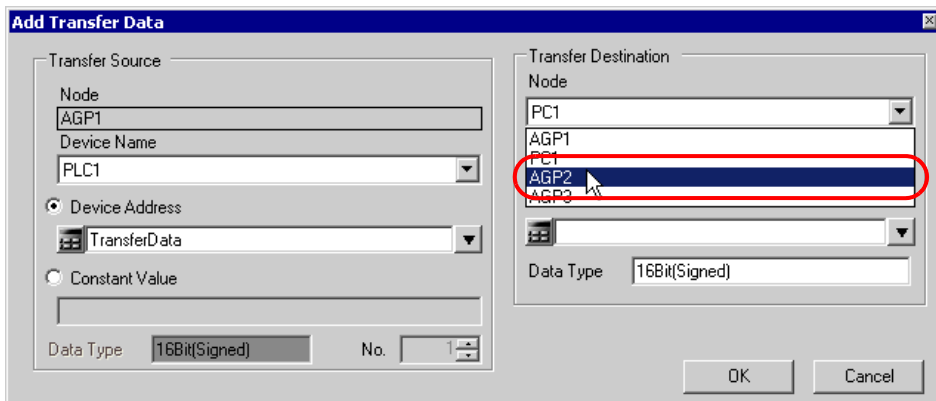 Add Transfer Data
Transfer Source
Node
AGP1
Device Name
PLC1
Device Address
TransferData
Constant Value
Data Type 16Bit(Signed) No. 1
Transfer Destination
Node
PC1
AGP1
PC1
AGP2
AGP3
Data Type 16Bit(Signed)
OK Cancel